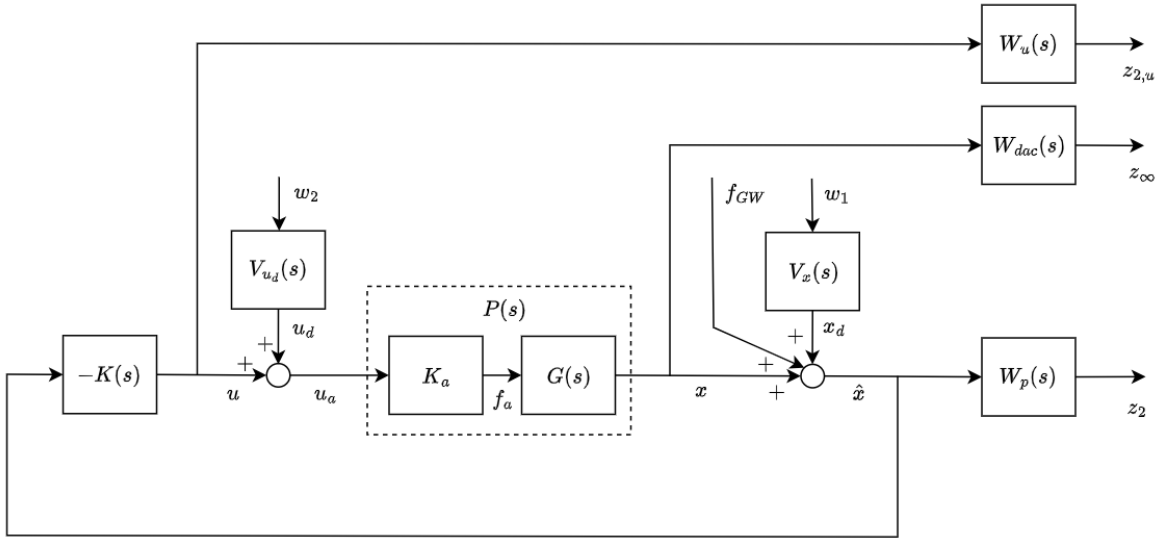 W_u(s)
z_{2,u}
W_{dac}(s)
z_∞
w_2
f_{GW}
w_1
V_{u_d}(s)
V_x(s)
P(s)
u_d
+
x_d
+
-K(s)
+
u
u_a
K_a
f_a
G(s)
x
+
+
x̂
W_p(s)
z_2